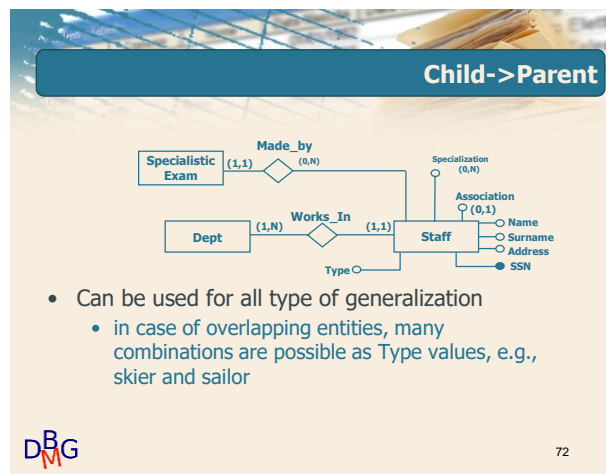 Child->Parent
Made_by
Specialistic
Exam
(1,1)
(0,N)
Specialization
(0,N)
Association
(0,1)
Dept
(1,N)
Works_In
(1,1)
Staff
Name
Surname
Address
SSN
Type
• Can be used for all type of generalization
• in case of overlapping entities, many
combinations are possible as Type values, e.g.,
skier and sailor
DBMG
72